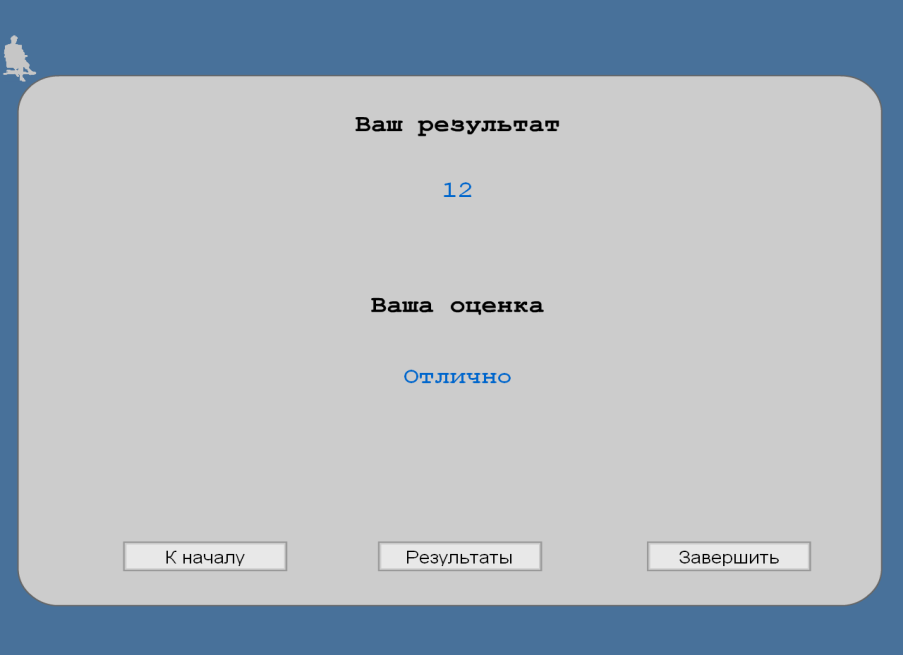 Ваш результат
12
Ваша оценка
Отлично
К началу
Результаты
Завершить